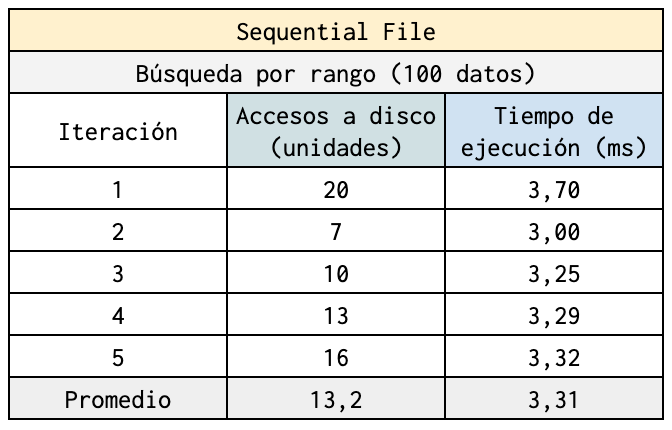 Sequential File
Búsqueda por rango (100 datos)
Iteración Accesos a disco (unidades) Tiempo de ejecución (ms)
1 20 3,70
2 7 3,00
3 10 3,25
4 13 3,29
5 16 3,32
Promedio 13,2 3,31